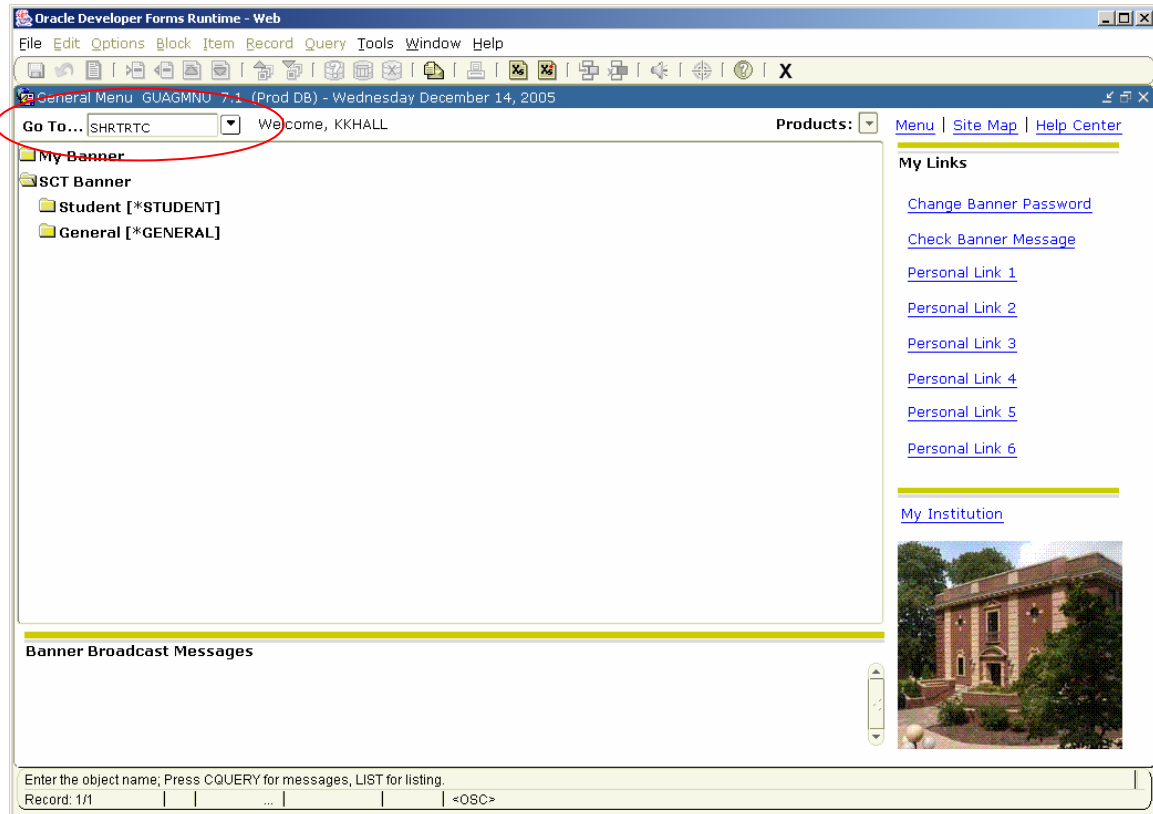 Oracle Developer Forms Runtime - Web
File Edit Options Block Item Record Query Tools Window Help
X
General Menu GUAGMNU 7.1 (Prod DB) - Wednesday December 14, 2005
Go To... SHRTRTC Welcome, KKHALL Products: Menu | Site Map | Help Center
My Banner
SCT Banner
Student [*STUDENT]
General [*GENERAL]
My Links
Change Banner Password
Check Banner Message
Personal Link 1
Personal Link 2
Personal Link 3
Personal Link 4
Personal Link 5
Personal Link 6
My Institution
Banner Broadcast Messages
Enter the object name; Press CQUERY for messages, LIST for listing.
Record: 1/1 ... <OSC>